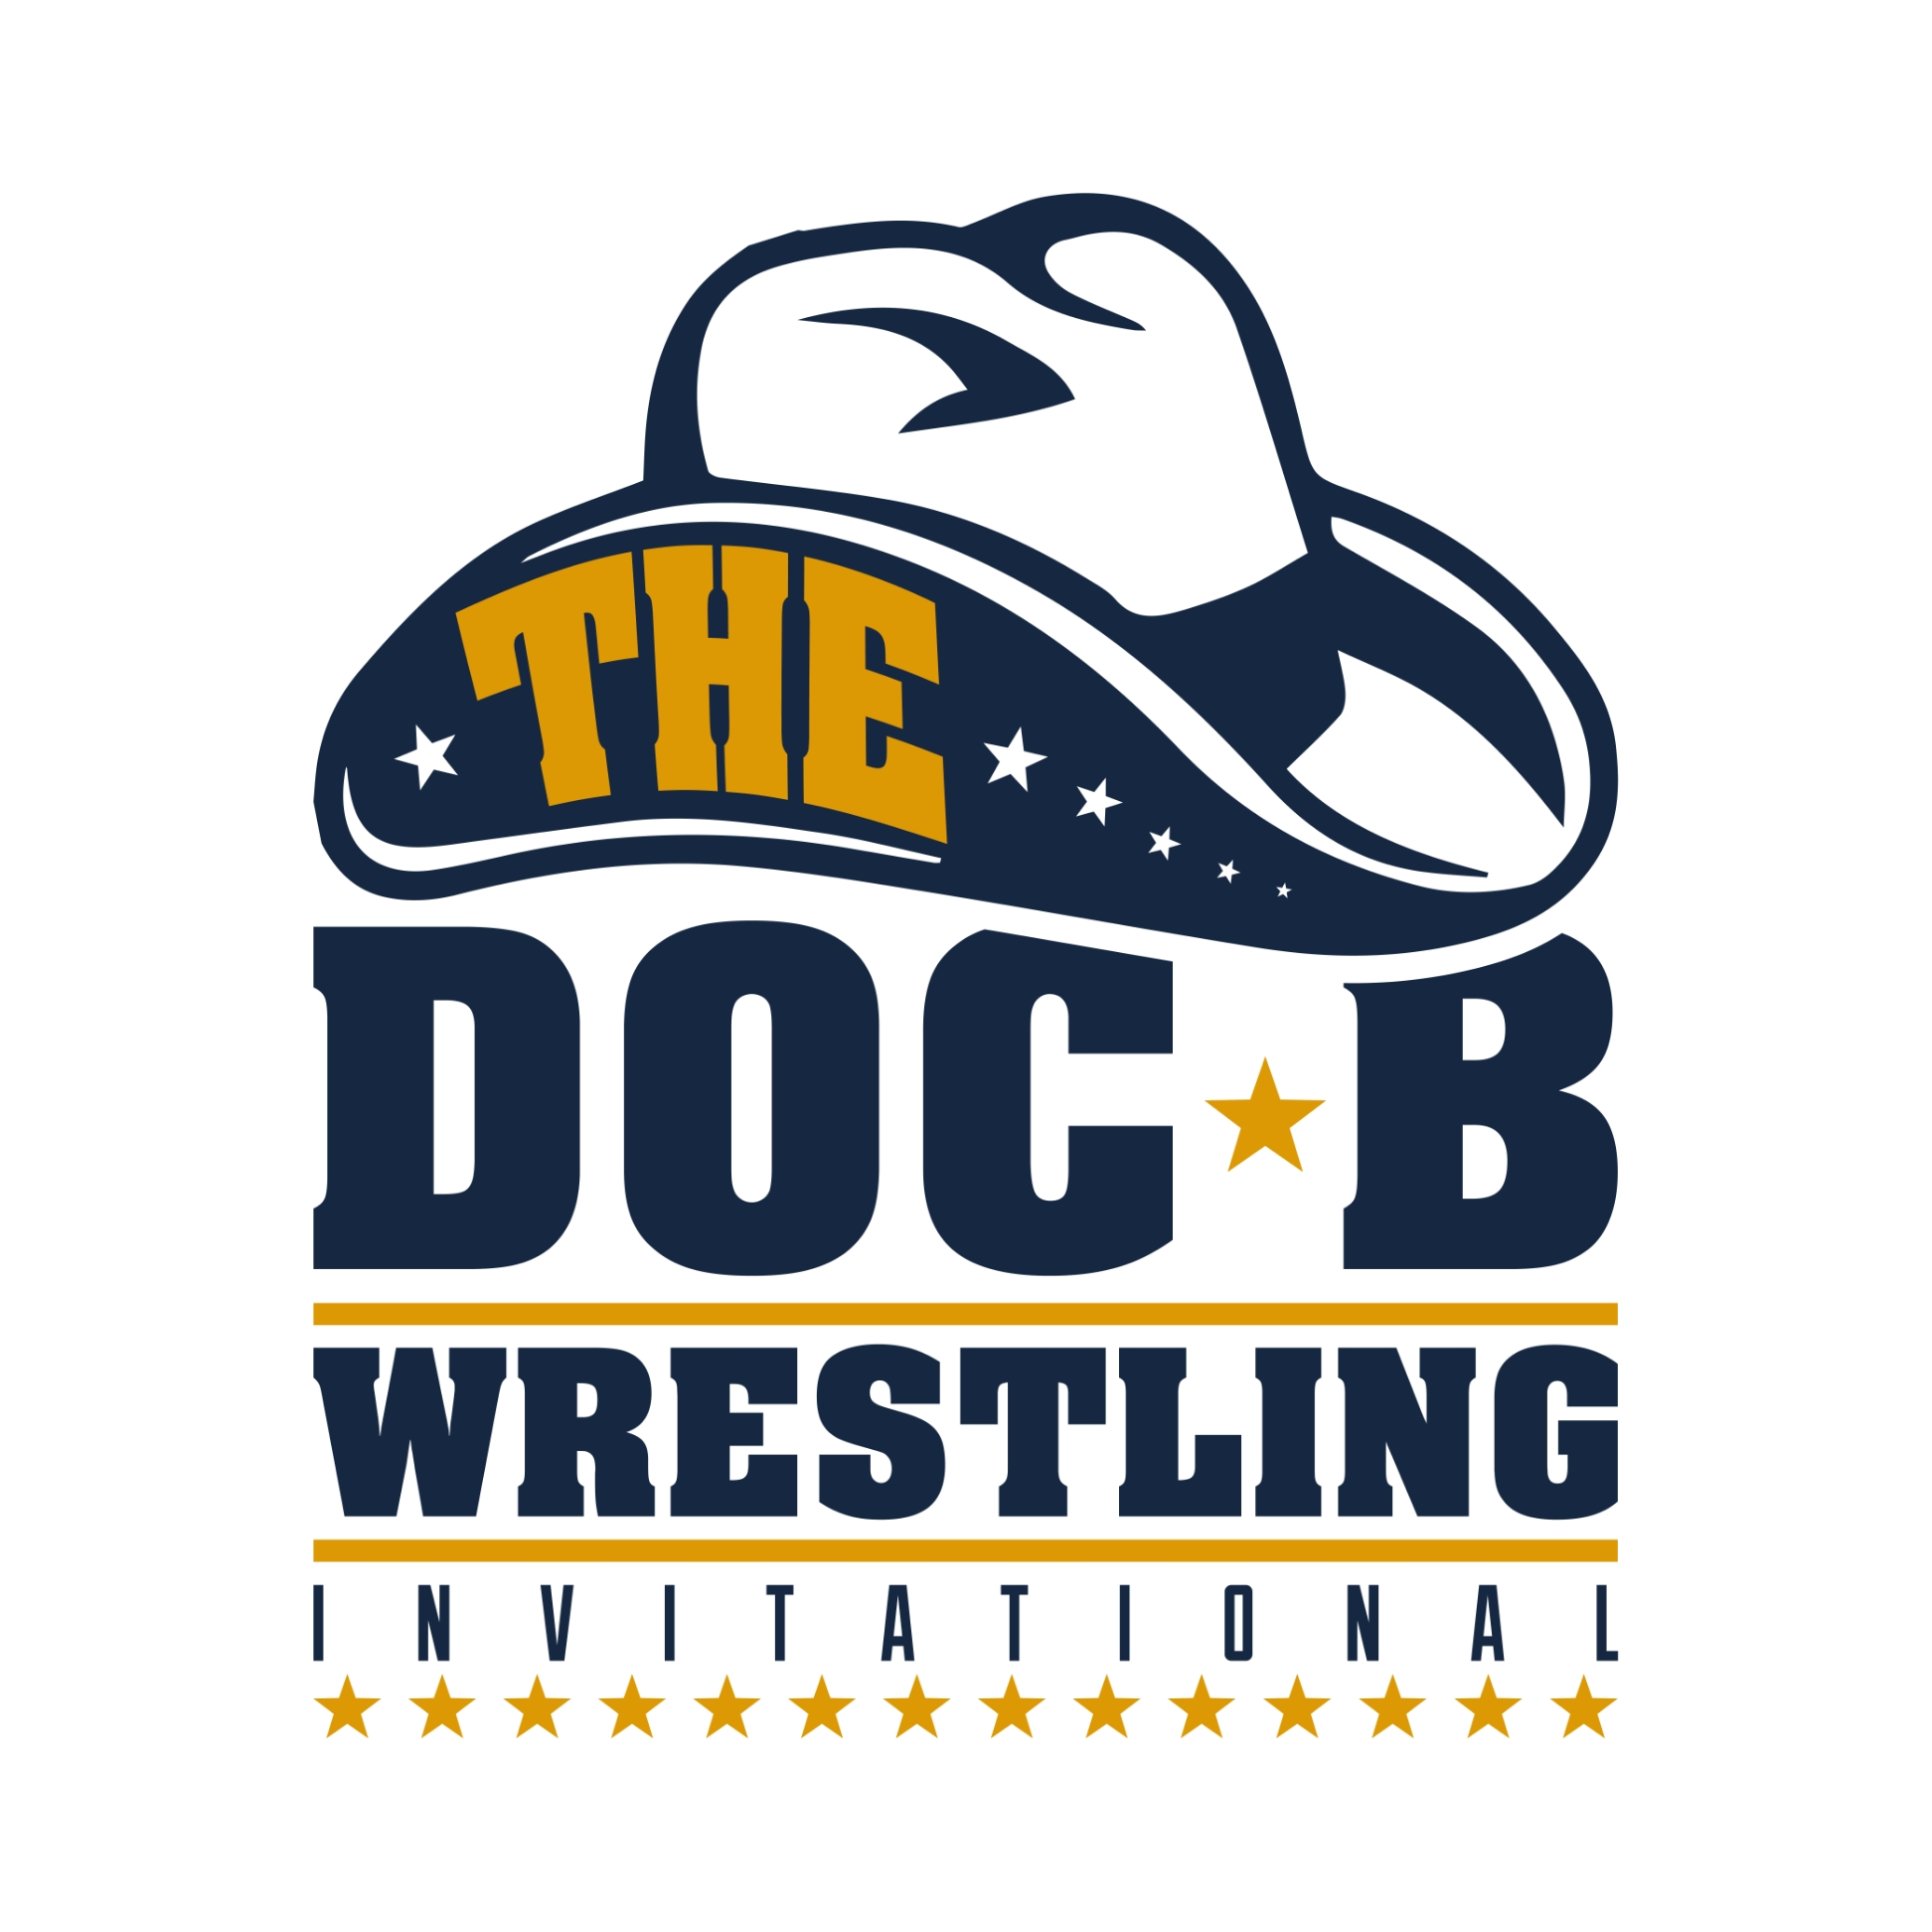 THE
DOC★B
WRESTLING
INVITATIONAL